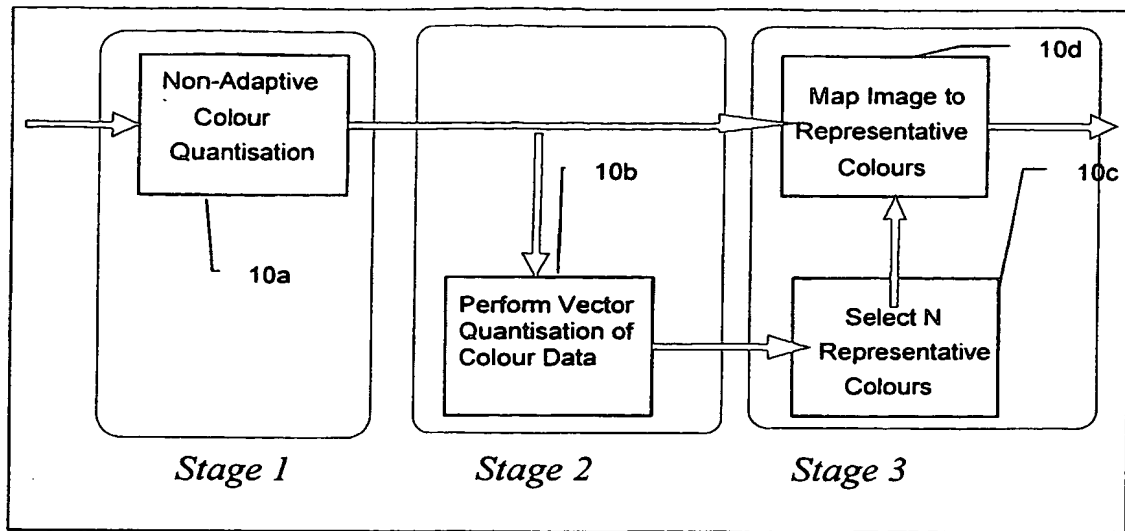 Non-Adaptive
Colour
Quantisation
10a
10b
Perform Vector
Quantisation of
Colour Data
10d
Map Image to
Representative
Colours
10c
Select N
Representative
Colours
Stage 1
Stage 2
Stage 3